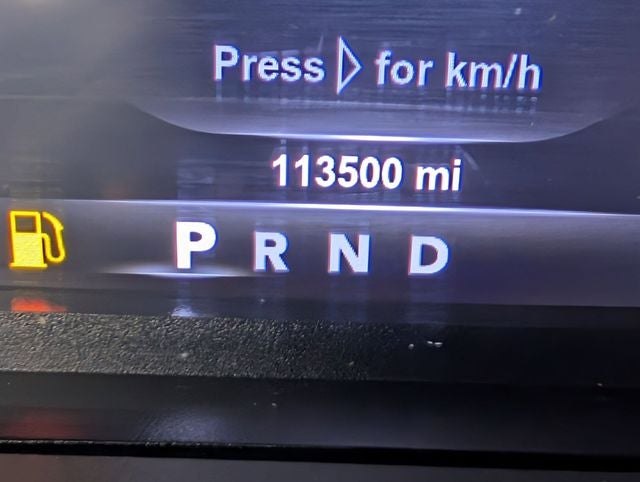 Press ▷ for km/h
113500 mi
P R N D